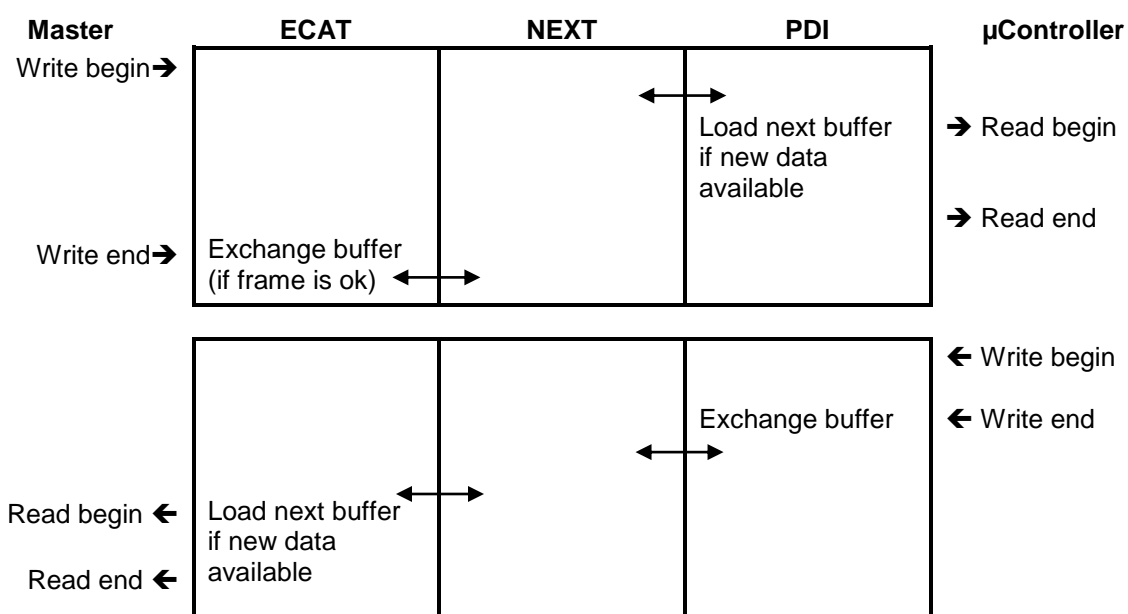 Master ECAT NEXT PDI µController
Write begin➔
Load next buffer ➔ Read begin
if new data
available
➔ Read end
Write end➔ Exchange buffer
(if frame is ok)
🡰 Write begin
Exchange buffer 🡰 Write end
Read begin 🡰 Load next buffer
if new data
Read end 🡰 available